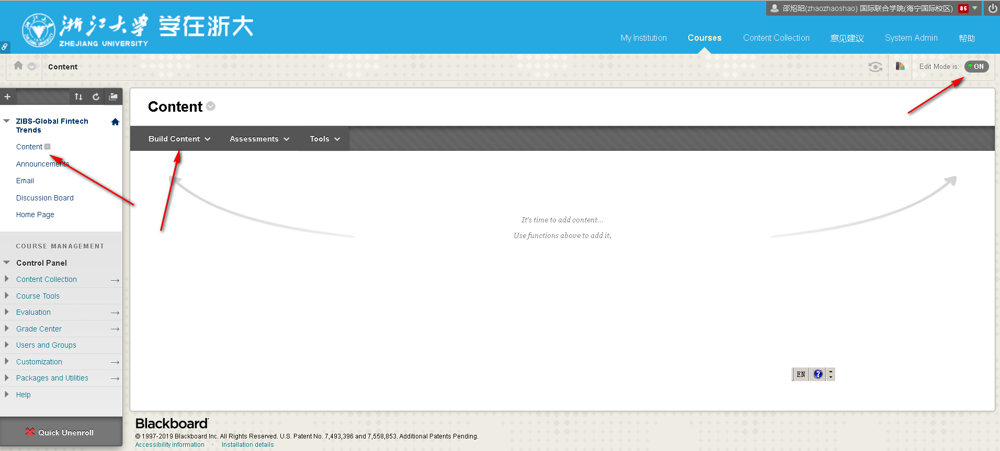 邵炤昭(zhaozhaoshao) 国际联合学院(海宁国际校区) 85
浙江大学 学在浙大
ZHEJIANG UNIVERSITY
My Institution
Courses
Content Collection
意见建议
System Admin
帮助
Content
Edit Mode is: ON
ZIBS-Global Fintech
Trends
Content
Announcements
Email
Discussion Board
Home Page
COURSE MANAGEMENT
Control Panel
Content Collection
Course Tools
Evaluation
Grade Center
Users and Groups
Customization
Packages and Utilities
Help
Quick Unenroll
Content
Build Content
Assessments
Tools
It's time to add content...
Use functions above to add it.
EN
Blackboard
© 1997-2019 Blackboard Inc. All Rights Reserved. U.S. Patent No. 7,493,396 and 7,558,853. Additional Patents Pending.
Accessibility information • Installation details